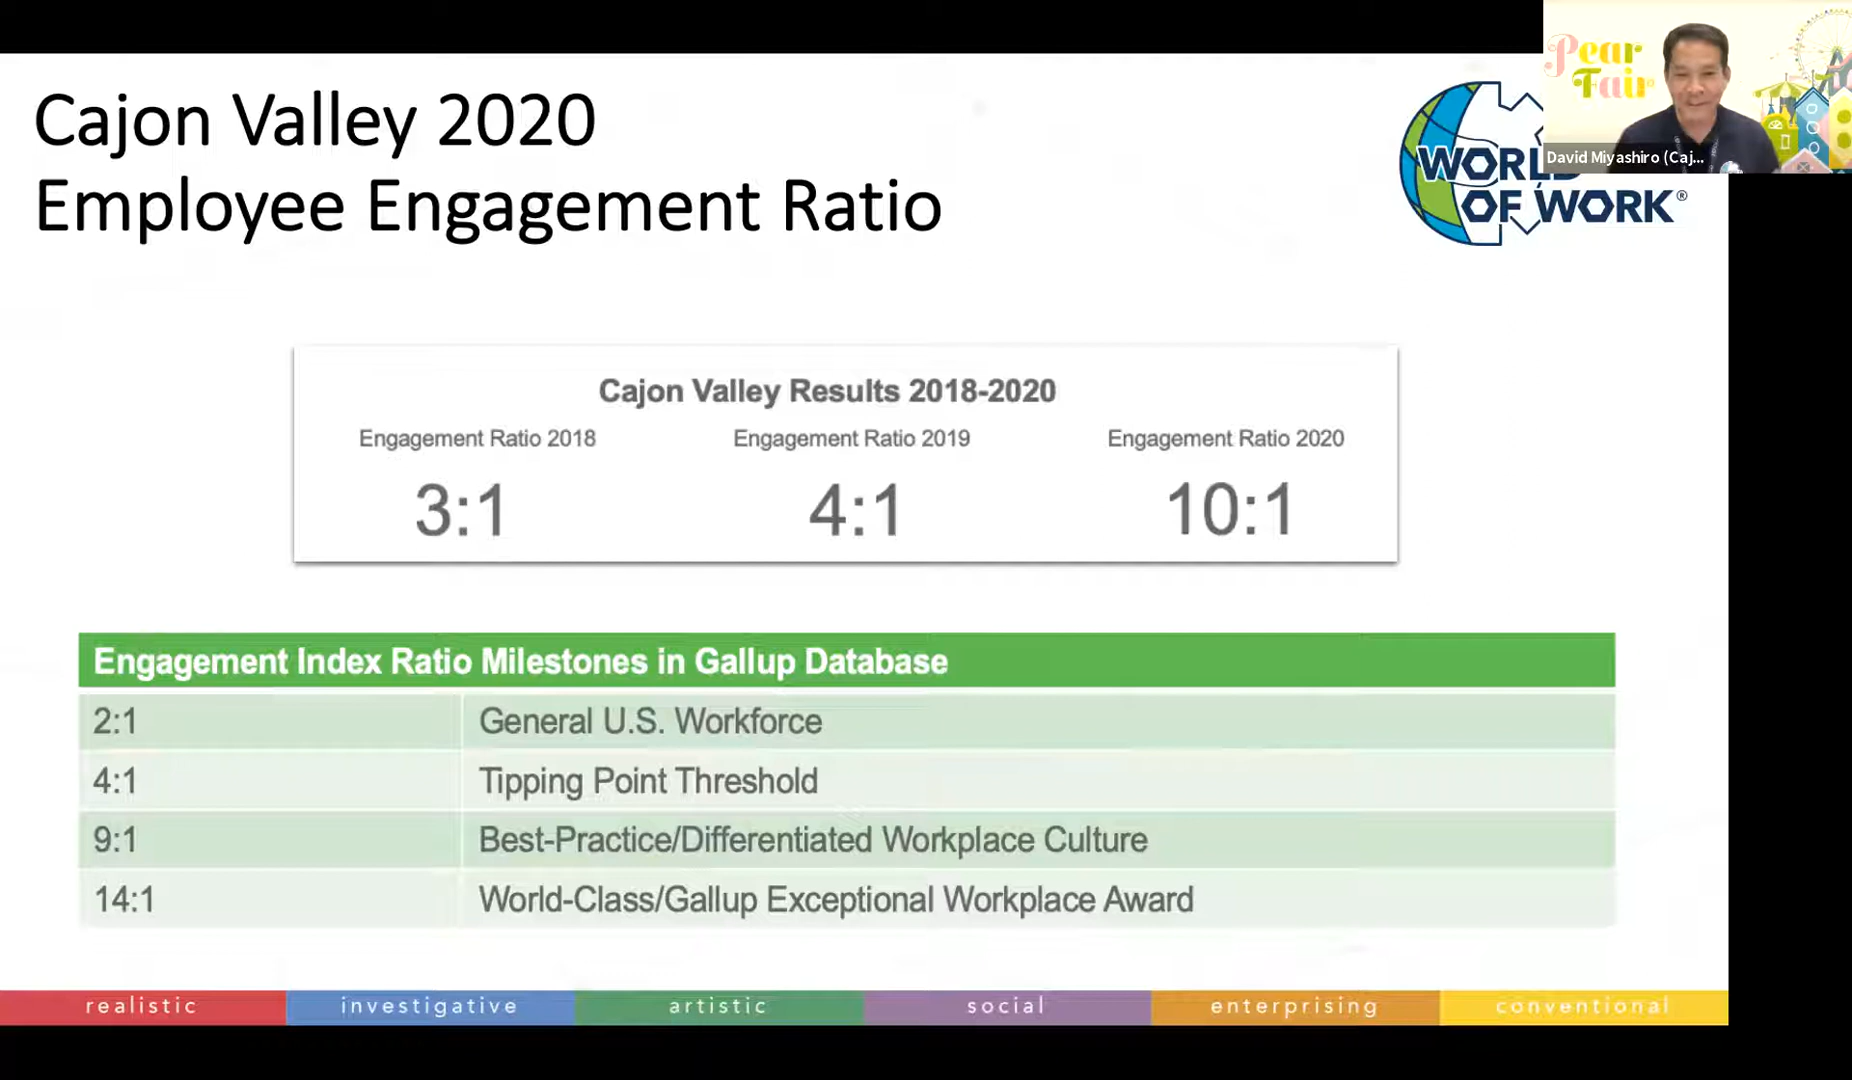 Cajon Valley 2020
Employee Engagement Ratio
Pear
Fair
David Miyashiro (Caj...
WORLD
OF WORK®
Cajon Valley Results 2018-2020
Engagement Ratio 2018 Engagement Ratio 2019 Engagement Ratio 2020
3:1 4:1 10:1
Engagement Index Ratio Milestones in Gallup Database
2:1 General U.S. Workforce
4:1 Tipping Point Threshold
9:1 Best-Practice/Differentiated Workplace Culture
14:1 World-Class/Gallup Exceptional Workplace Award
realistic investigative artistic social enterprising conventional